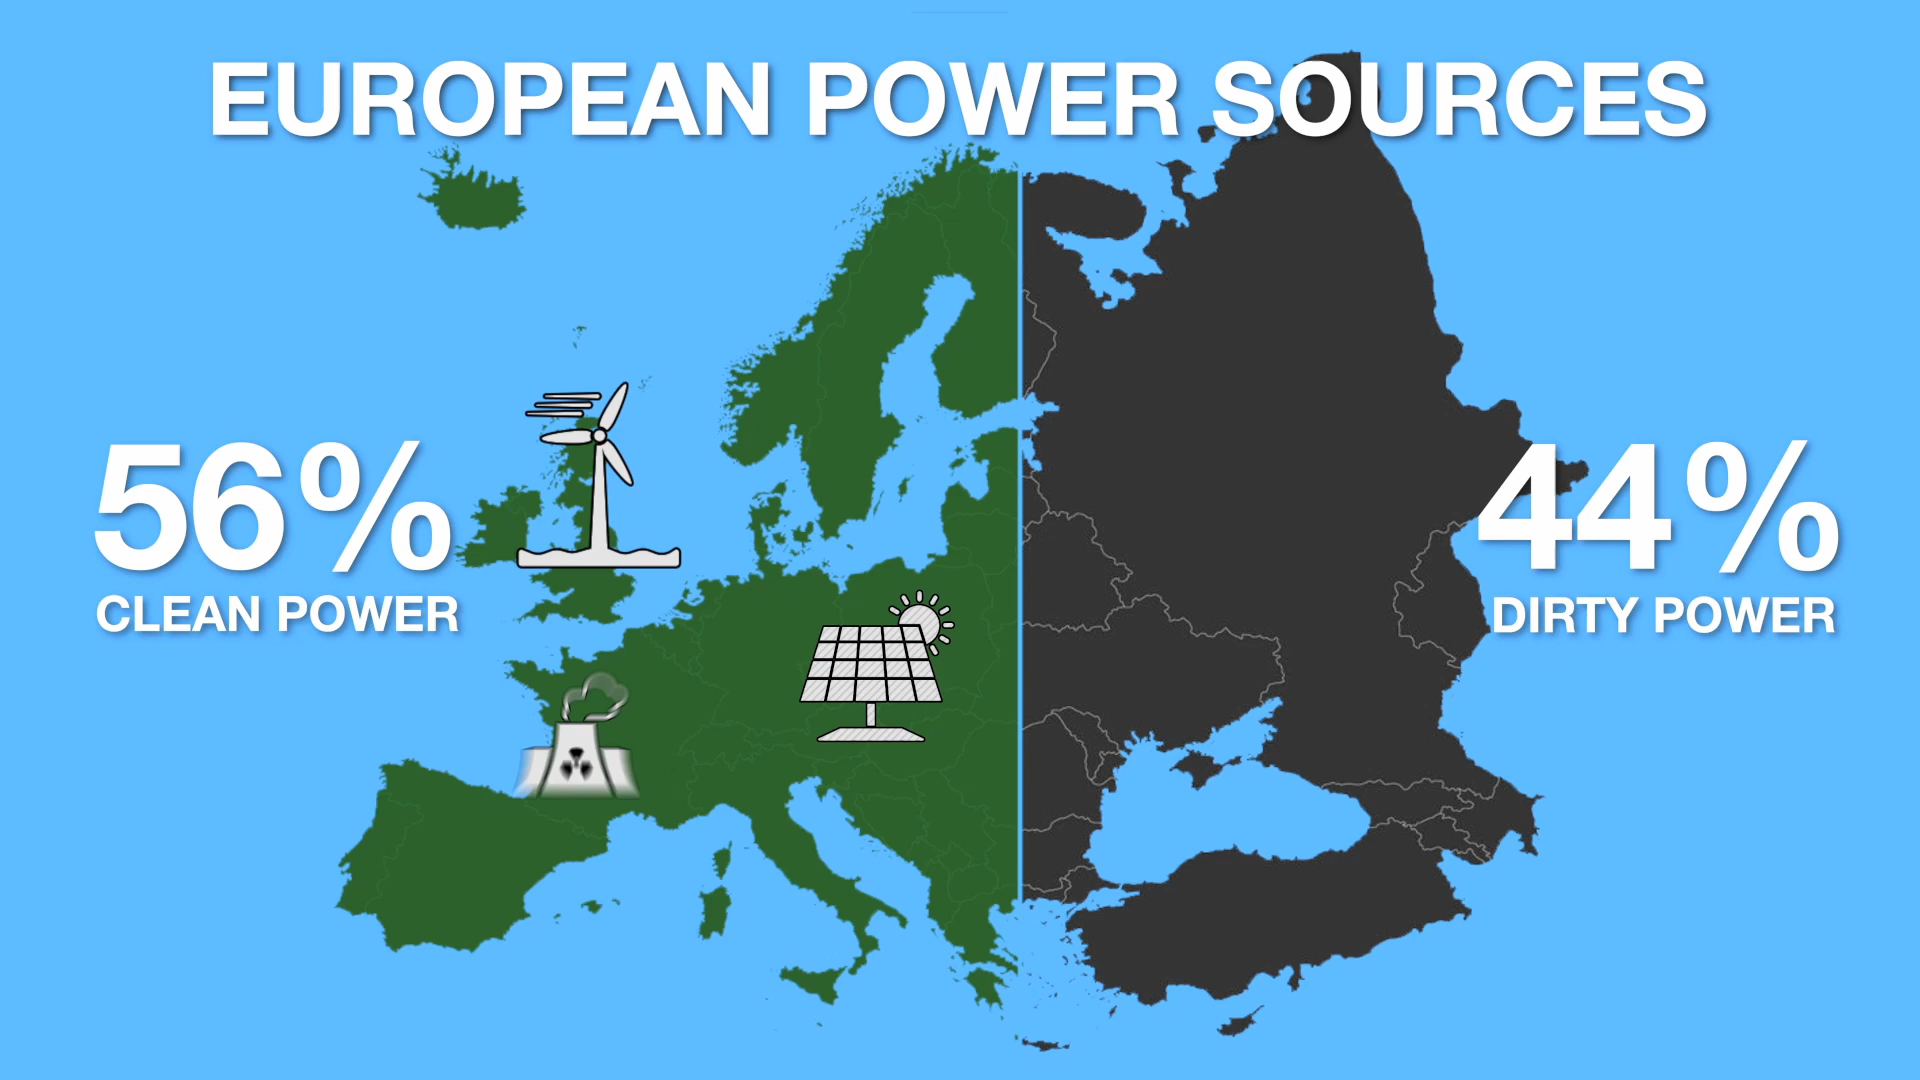 EUROPEAN POWER SOURCES
56%
CLEAN POWER
44%
DIRTY POWER